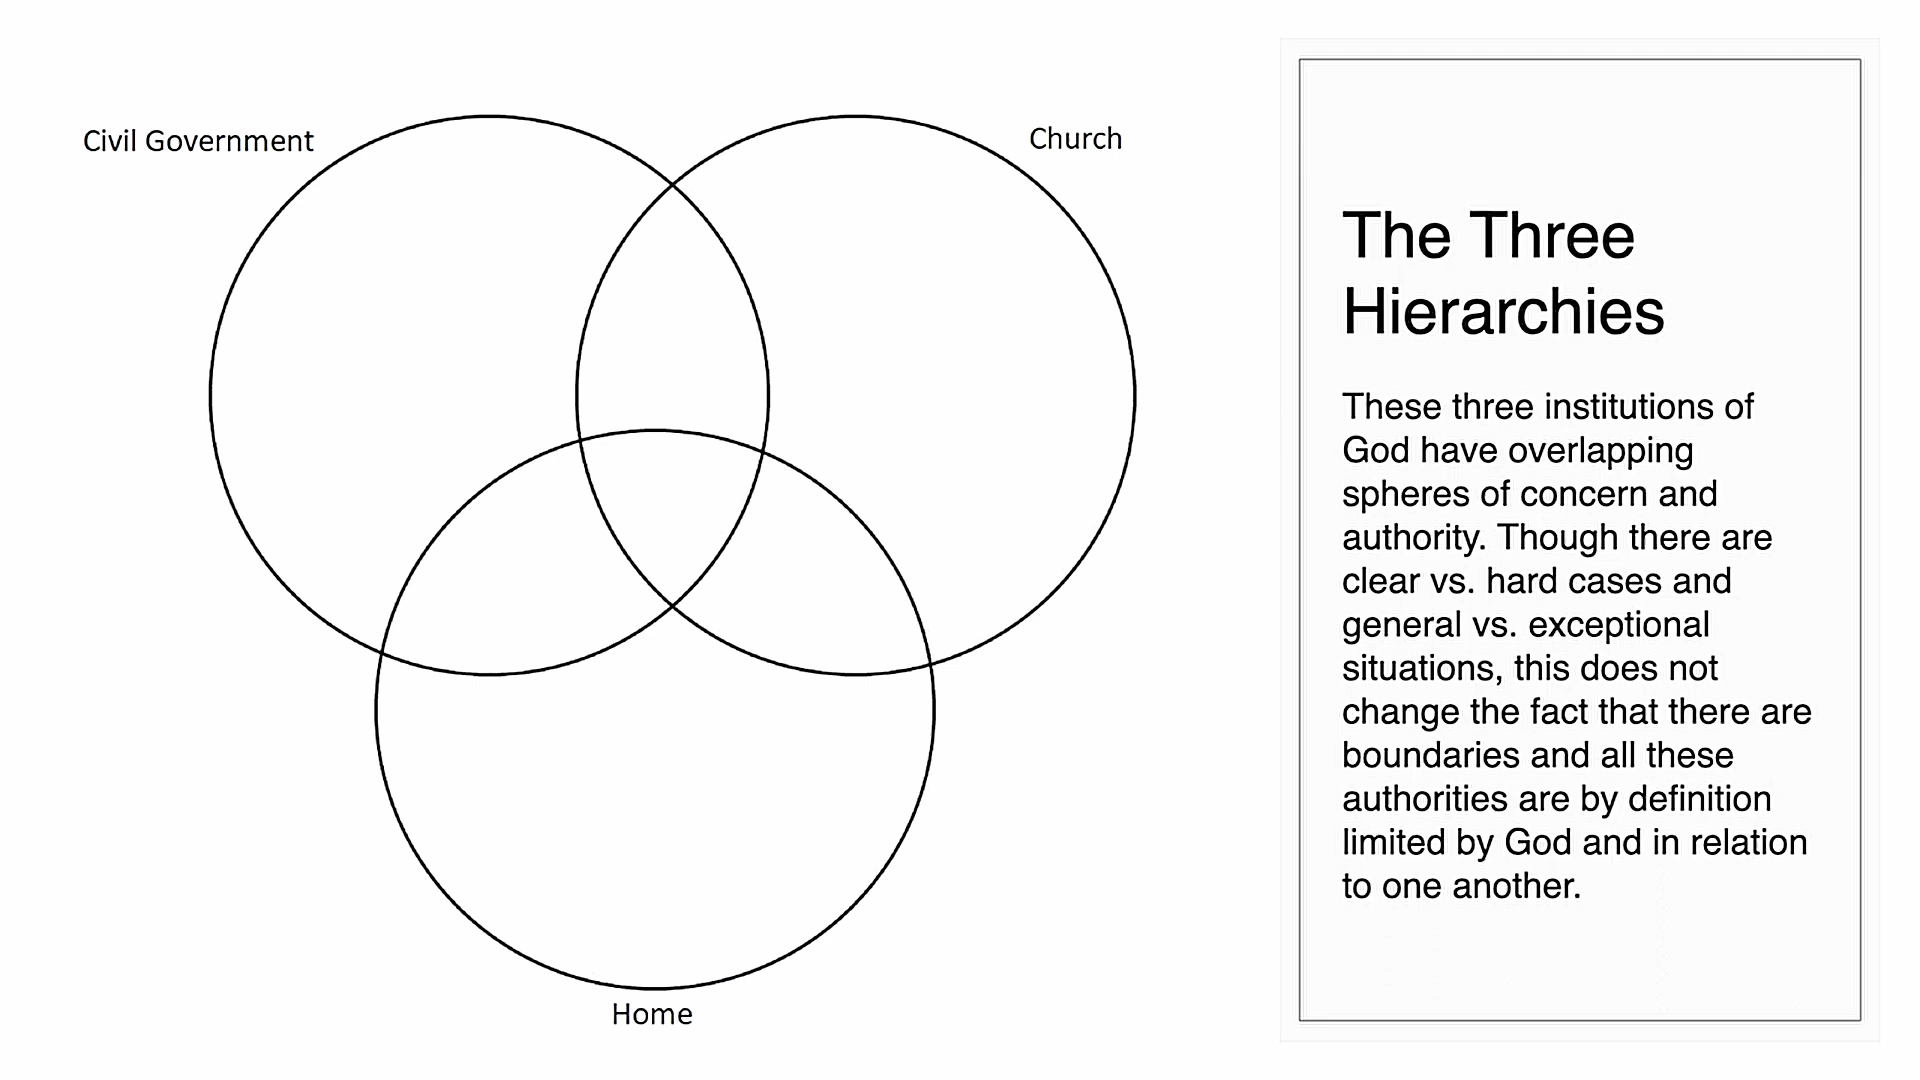 Civil Government
Church
Home
The Three
Hierarchies
These three institutions of
God have overlapping
spheres of concern and
authority. Though there are
clear vs. hard cases and
general vs. exceptional
situations, this does not
change the fact that there are
boundaries and all these
authorities are by definition
limited by God and in relation
to one another.